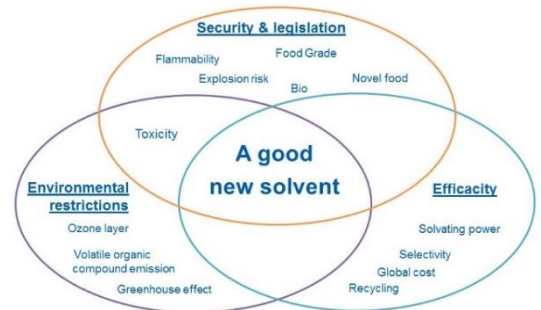 Security & legislation
Flammability
Food Grade
Explosion risk
Bio
Novel food
Toxicity
A good
new solvent
Environmental
restrictions
Ozone layer
Volatile organic
compound emission
Greenhouse effect
Efficacity
Solvating power
Selectivity
Global cost
Recycling